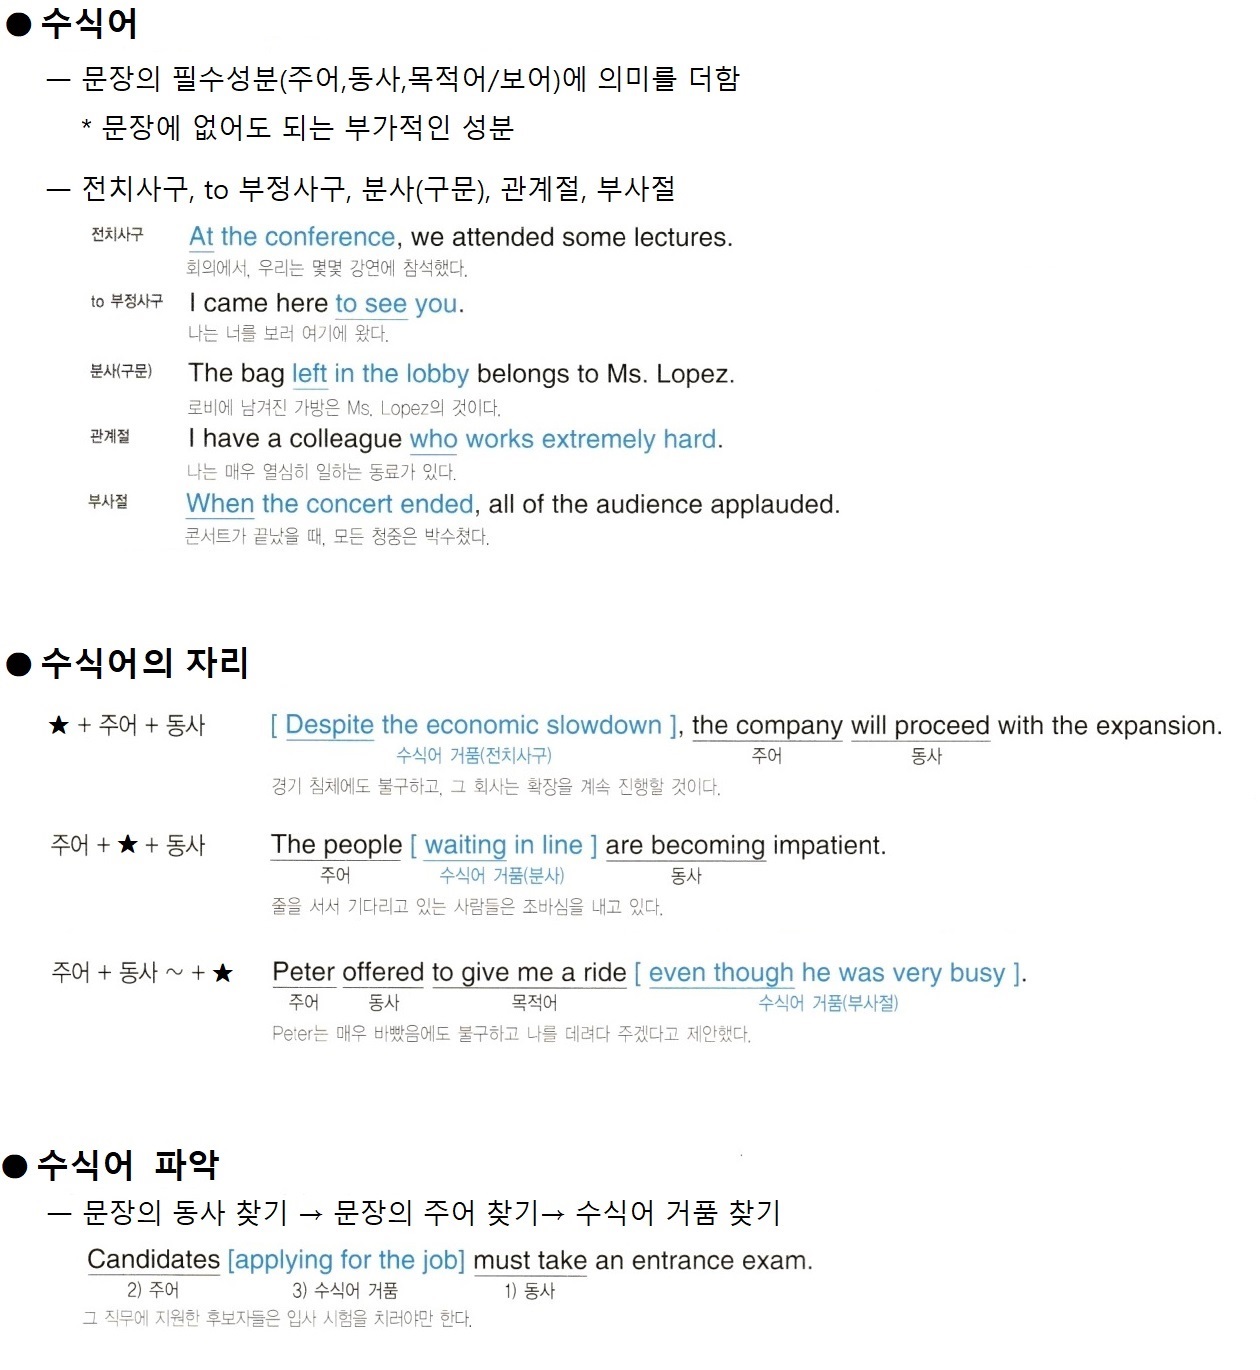 ● 수식어
— 문장의 필수성분(주어,동사,목적어/보어)에 의미를 더함
* 문장에 없어도 되는 부가적인 성분
— 전치사구, to 부정사구, 분사(구문), 관계절, 부사절
전치사구 At the conference, we attended some lectures.
회의에서, 우리는 몇몇 강연에 참석했다.
to 부정사구 I came here to see you.
나는 너를 보러 여기에 왔다.
분사(구문) The bag left in the lobby belongs to Ms. Lopez.
로비에 남겨진 가방은 Ms. Lopez의 것이다.
관계절 I have a colleague who works extremely hard.
나는 매우 열심히 일하는 동료가 있다.
부사절 When the concert ended, all of the audience applauded.
콘서트가 끝났을 때, 모든 청중은 박수쳤다.
● 수식어의 자리
★ + 주어 + 동사 [ Despite the economic slowdown ], the company will proceed with the expansion.
수식어 거품(전치사구) 주어 동사
경기 침체에도 불구하고, 그 회사는 확장을 계속 진행할 것이다.
주어 + ★ + 동사 The people [ waiting in line ] are becoming impatient.
주어 수식어 거품(분사) 동사
줄을 서서 기다리고 있는 사람들은 조바심을 내고 있다.
주어 + 동사 ~ + ★ Peter offered to give me a ride [ even though he was very busy ].
주어 동사 목적어 수식어 거품(부사절)
Peter는 매우 바빴음에도 불구하고 나를 데려다 주겠다고 제안했다.
● 수식어 파악
— 문장의 동사 찾기 → 문장의 주어 찾기→ 수식어 거품 찾기
Candidates [applying for the job] must take an entrance exam.
2) 주어 3) 수식어 거품 1) 동사
그 직무에 지원한 후보자들은 입사 시험을 치러야만 한다.